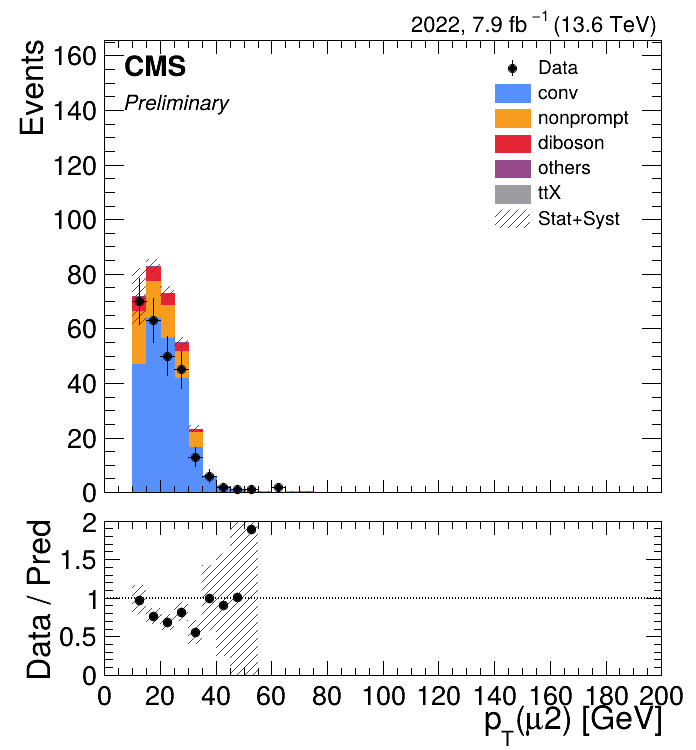 2022, 7.9 fb⁻¹ (13.6 TeV)
Events
160
140
120
100
80
60
40
20
0
CMS
Preliminary
Data
conv
nonprompt
diboson
others
ttX
Stat+Syst
Data / Pred
2
1.5
1
0.5
0
0 20 40 60 80 100 120 140 160 180 200
p_T(μ2) [GeV]